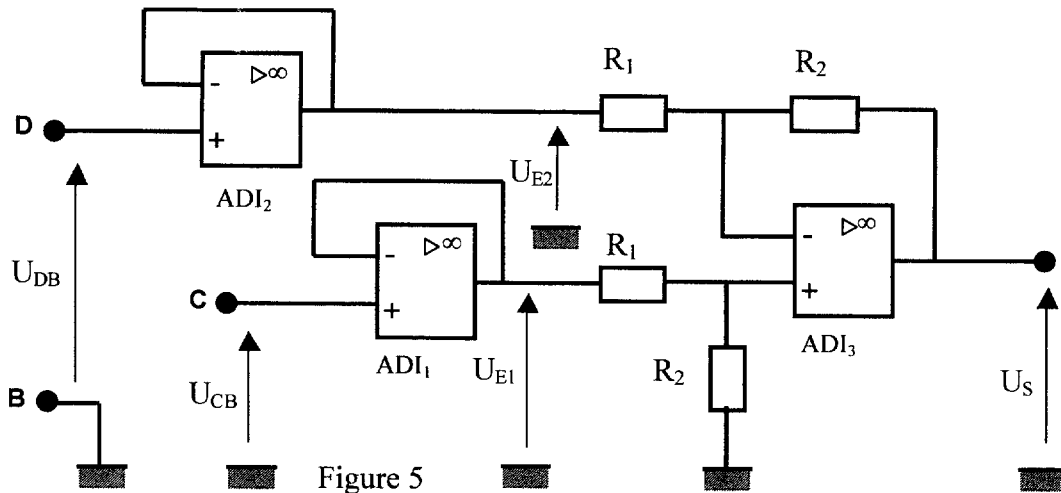 R1
R2
-
▷∞
D
+
ADI2
UE2
UDB
-
▷∞
R1
-
▷∞
C
+
+
ADI1
UE1
ADI3
R2
B
UCB
US
Figure 5